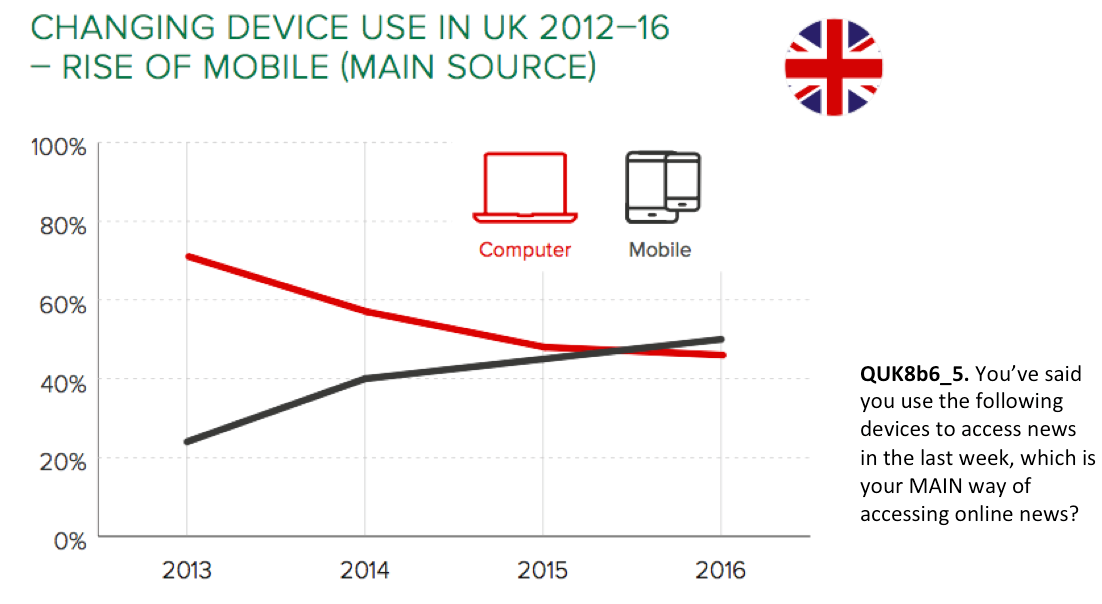 CHANGING DEVICE USE IN UK 2012–16
– RISE OF MOBILE (MAIN SOURCE)
100%
80%
60%
40%
20%
0%
Computer
Mobile
2013
2014
2015
2016
QUK8b6_5. You’ve said
you use the following
devices to access news
in the last week, which is
your MAIN way of
accessing online news?